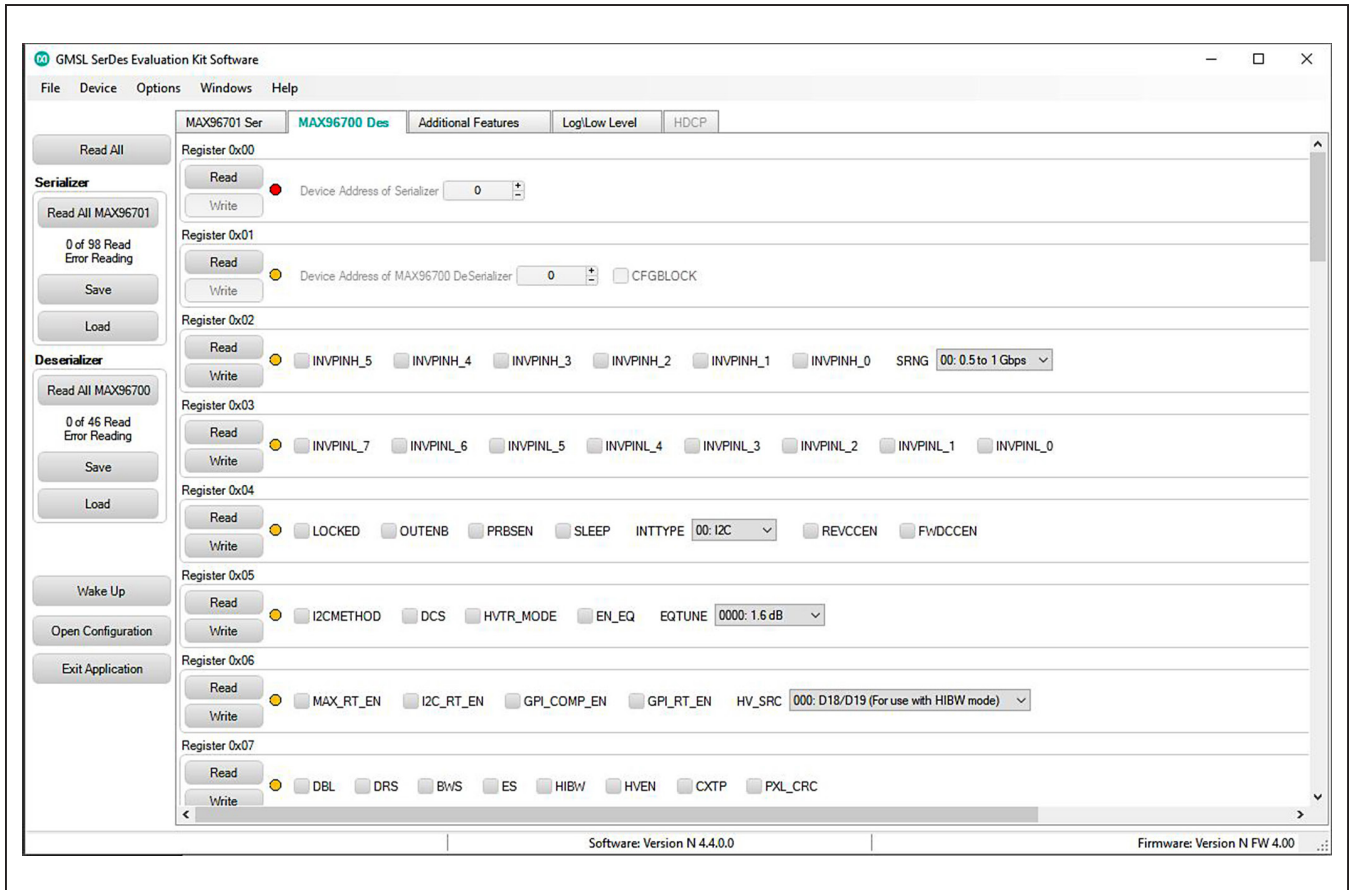 GMSL SerDes Evaluation Kit Software
File Device Options Windows Help
MAX96701 Ser MAX96700 Des Additional Features Log\Low Level HDCP
Read All
Serializer
Read All MAX96701
0 of 98 Read
Error Reading
Save
Load
Deserializer
Read All MAX96700
0 of 46 Read
Error Reading
Save
Load
Wake Up
Open Configuration
Exit Application
Register 0x00
Read
Write
Device Address of Serializer 0 + -
Register 0x01
Read
Write
Device Address of MAX96700 DeSerializer 0 + - CFGBLOCK
Register 0x02
Read
Write
INVPINH_5 INVPINH_4 INVPINH_3 INVPINH_2 INVPINH_1 INVPINH_0 SRNG 00: 0.5 to 1 Gbps
Register 0x03
Read
Write
INVPINL_7 INVPINL_6 INVPINL_5 INVPINL_4 INVPINL_3 INVPINL_2 INVPINL_1 INVPINL_0
Register 0x04
Read
Write
LOCKED OUTENB PRBSEN SLEEP INTTYPE 00: I2C REVCCEN FWDCCEN
Register 0x05
Read
Write
I2CMETHOD DCS HVTR_MODE EN_EQ EQTUNE 0000: 1.6 dB
Register 0x06
Read
Write
MAX_RT_EN I2C_RT_EN GPI_COMP_EN GPI_RT_EN HV_SRC 000: D18/D19 (For use with HIBW mode)
Register 0x07
Read
Write
DBL DRS BWS ES HIBW HVEN CXTP PXL_CRC
Software: Version N 4.4.0.0
Firmware: Version N FW 4.00